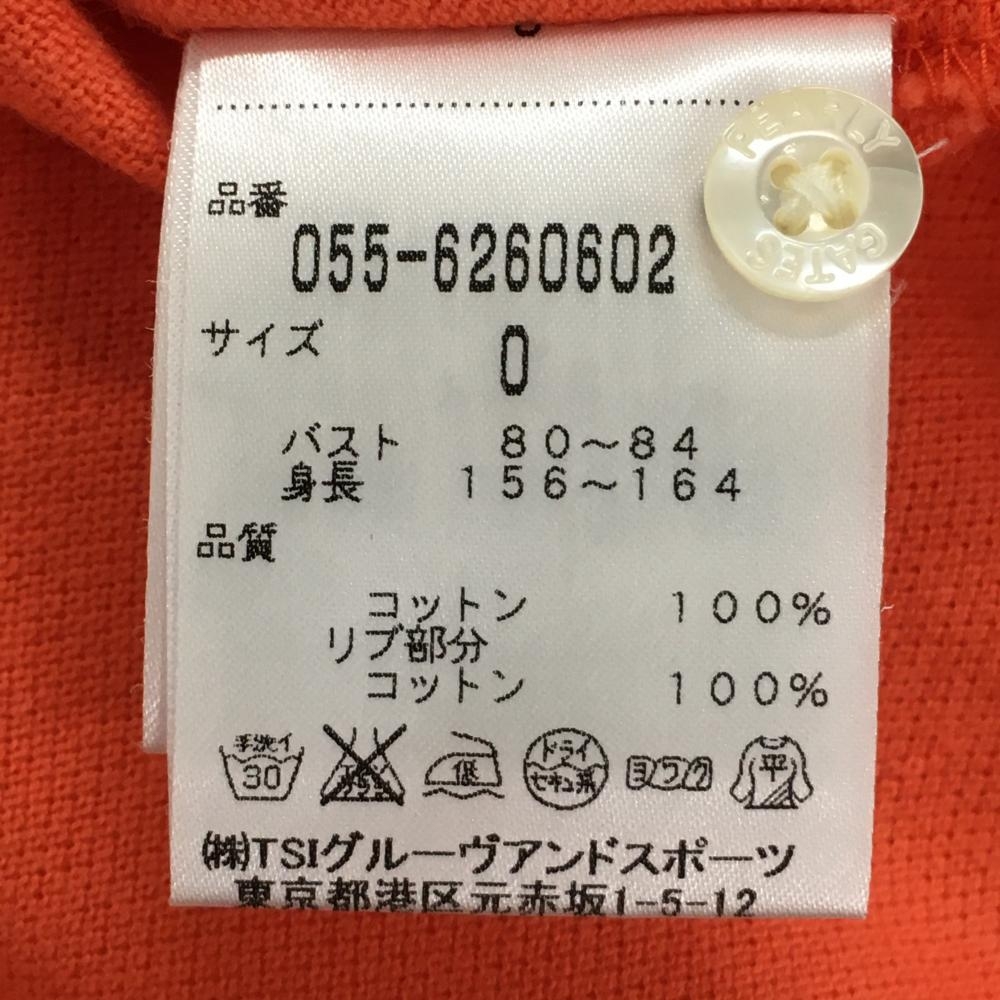 PEARLY
GATES
品番
055-6260602
サイズ
0
バスト 80〜84
身長 156〜164
品質
コットン 100%
リブ部分
コットン 100%
手洗イ
30
低
ドライ
セキユ系
ヨワク
平
㈱TSIグルーヴアンドスポーツ
東京都港区元赤坂1-5-12